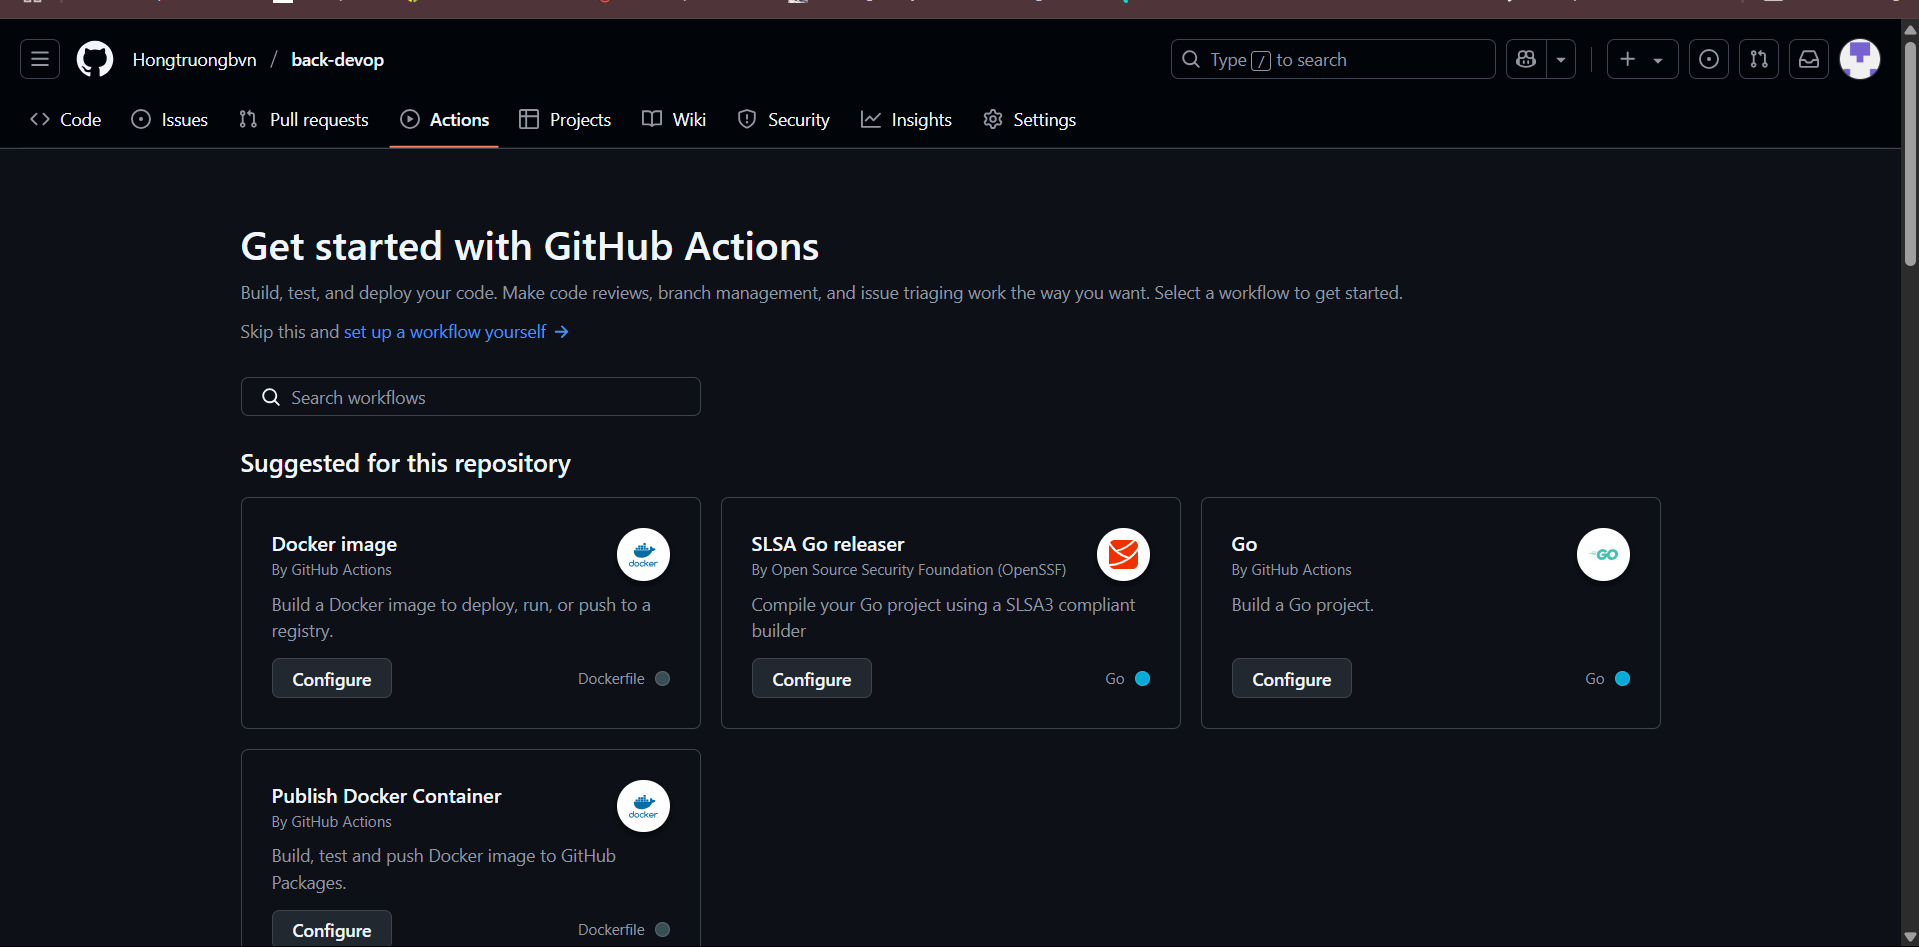 Hongtruongbvn / back-devop
Type / to search
Code Issues Pull requests Actions Projects Wiki Security Insights Settings
Get started with GitHub Actions
Build, test, and deploy your code. Make code reviews, branch management, and issue triaging work the way you want. Select a workflow to get started.
Skip this and set up a workflow yourself →
Search workflows
Suggested for this repository
Docker image
By GitHub Actions
Build a Docker image to deploy, run, or push to a
registry.
Configure
Dockerfile
docker
SLSA Go releaser
By Open Source Security Foundation (OpenSSF)
Compile your Go project using a SLSA3 compliant
builder
Configure
Go
Go
By GitHub Actions
Build a Go project.
Configure
Go
GO
Publish Docker Container
By GitHub Actions
Build, test and push Docker image to GitHub
Packages.
Configure
Dockerfile
docker